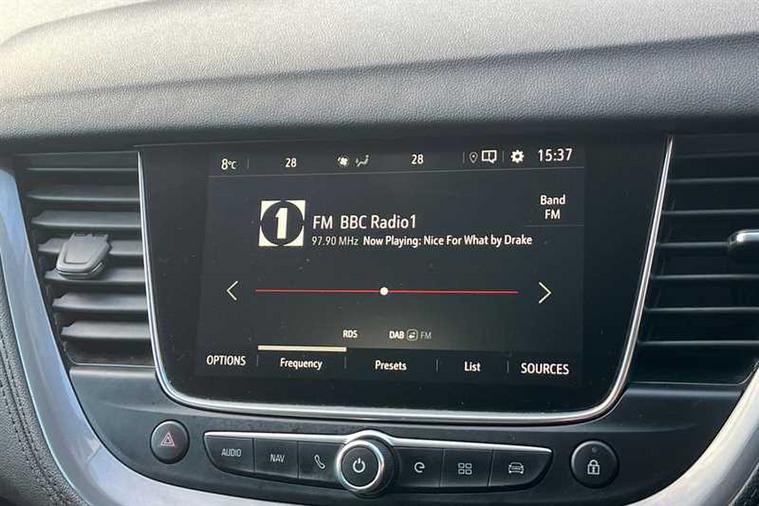 8°C 28 28 15:37
1 FM BBC Radio1 Band
97.90 MHz Now Playing: Nice For What by Drake FM
RDS DAB FM
OPTIONS Frequency Presets List SOURCES
AUDIO NAV